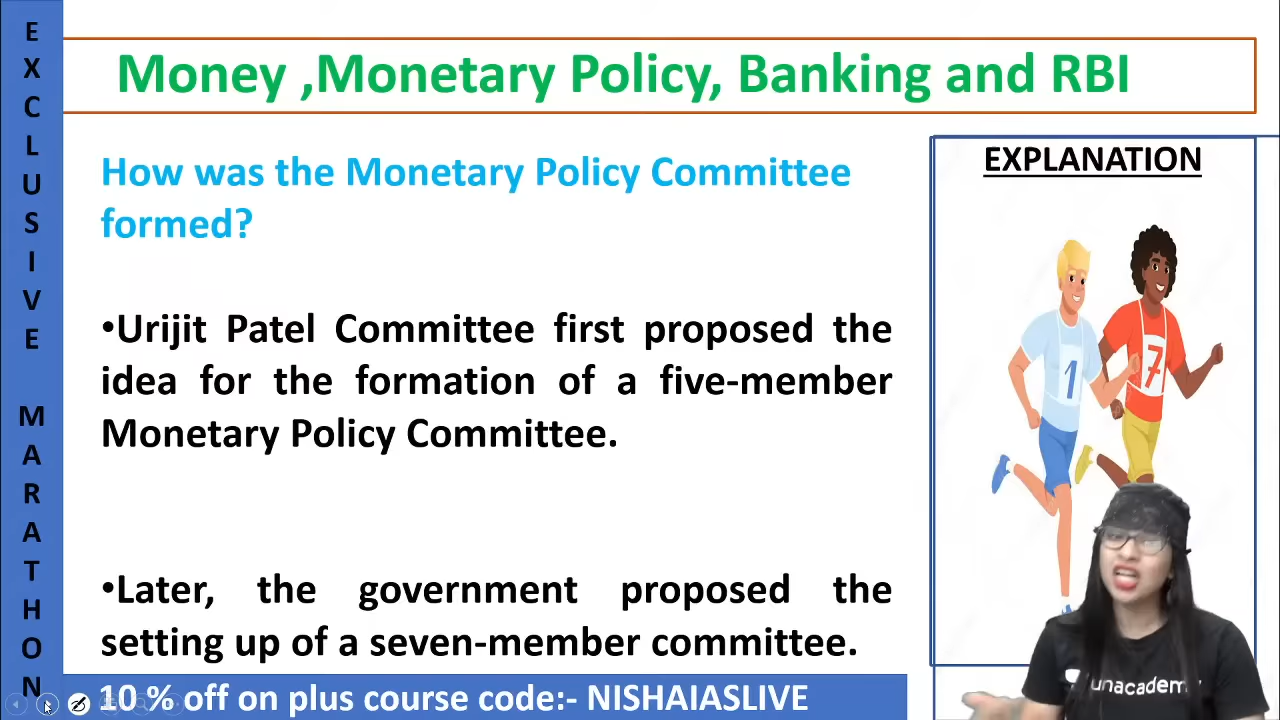 EXCLUSIVE MARATHON
Money ,Monetary Policy, Banking and RBI
How was the Monetary Policy Committee
formed?
•Urijit Patel Committee first proposed the
idea for the formation of a five-member
Monetary Policy Committee.
•Later, the government proposed the
setting up of a seven-member committee.
10 % off on plus course code:- NISHAIASLIVE
EXPLANATION
1
7
unacademy